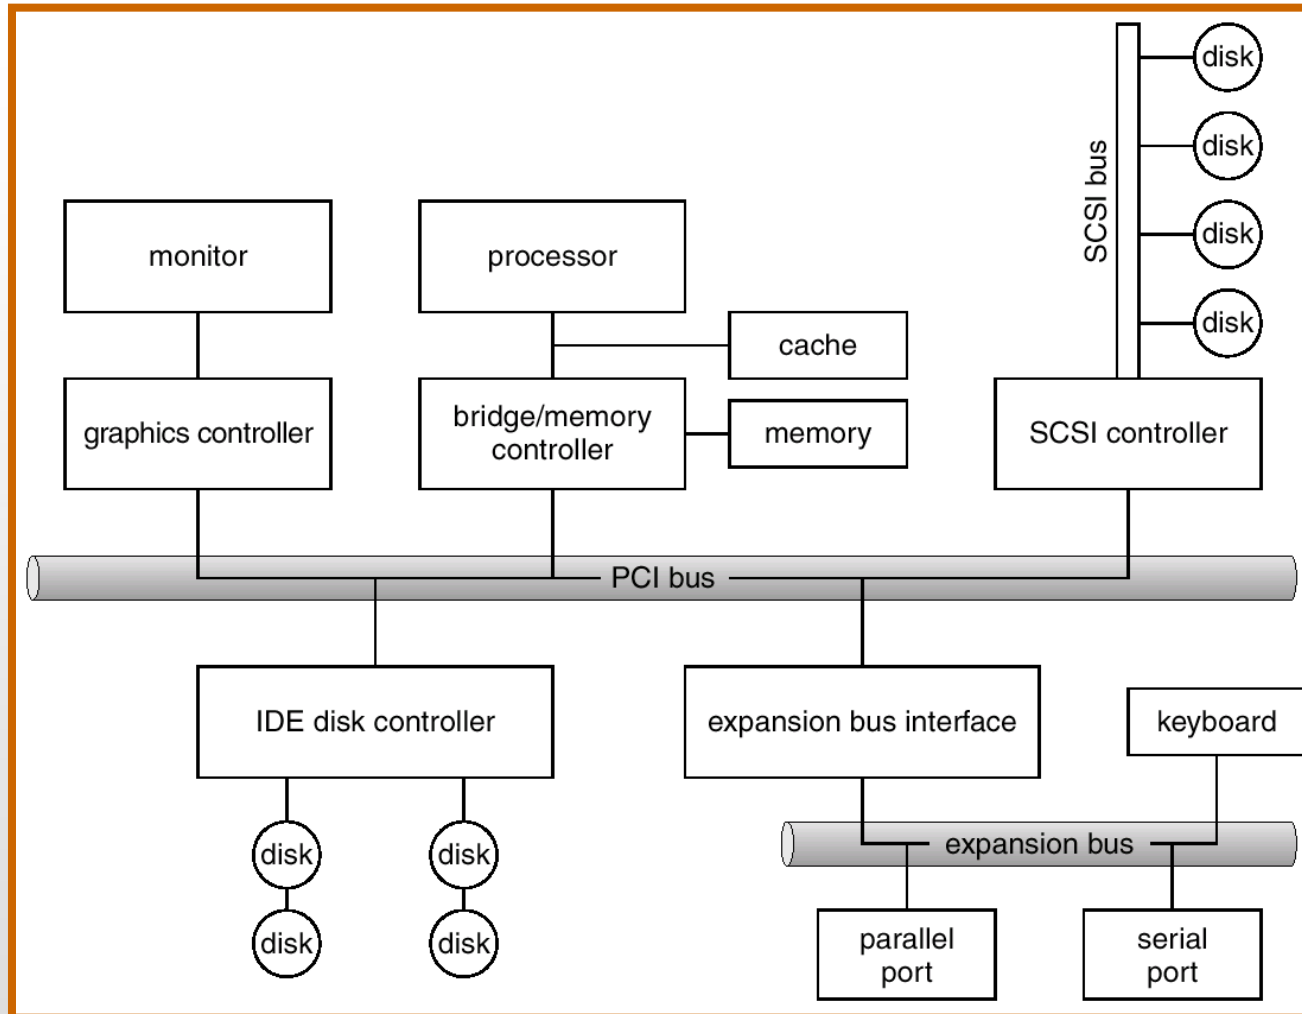 disk
disk
SCSI bus
disk
disk
monitor
processor
cache
graphics controller
bridge/memory
controller
memory
SCSI controller
PCI bus
IDE disk controller
expansion bus interface
keyboard
disk
disk
expansion bus
disk
disk
parallel
port
serial
port